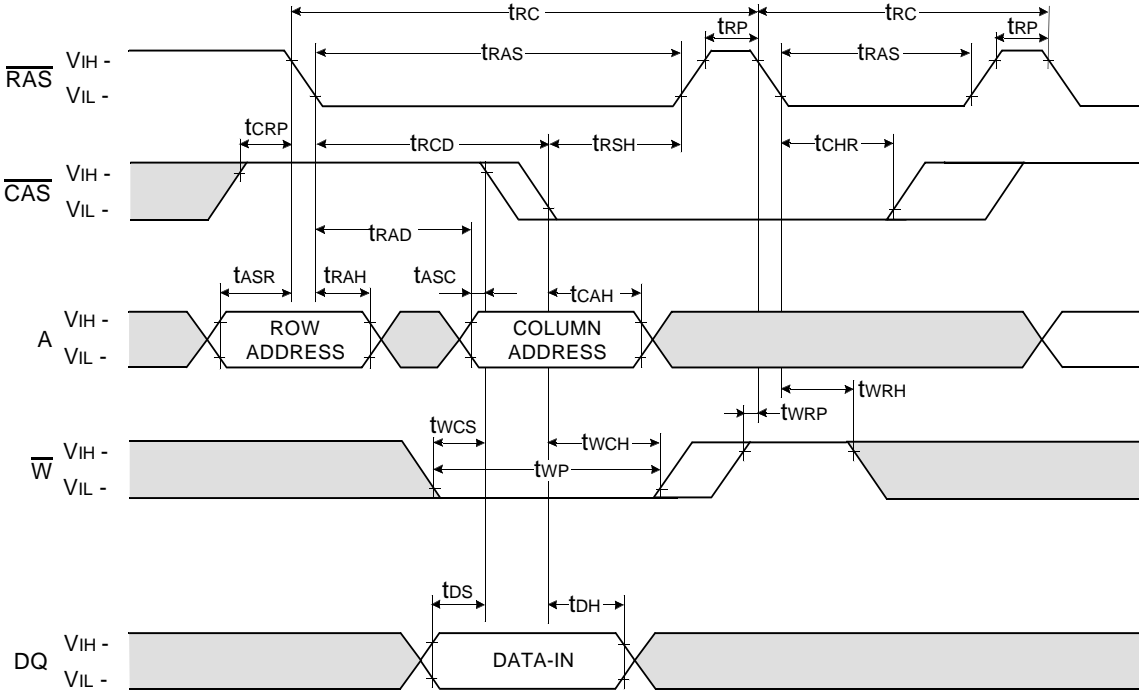 tRC tRC
tRP tRP
tRAS tRAS
RAS VIH -
VIL -
tCRP tRCD tRSH tCHR
CAS VIH -
VIL -
tRAD
tASR tRAH tASC tCAH
A VIH -
VIL -
ROW
ADDRESS
COLUMN
ADDRESS
tWRH
tWRP
tWCS tWCH
tWP
W VIH -
VIL -
tDS tDH
DQ VIH -
VIL -
DATA-IN